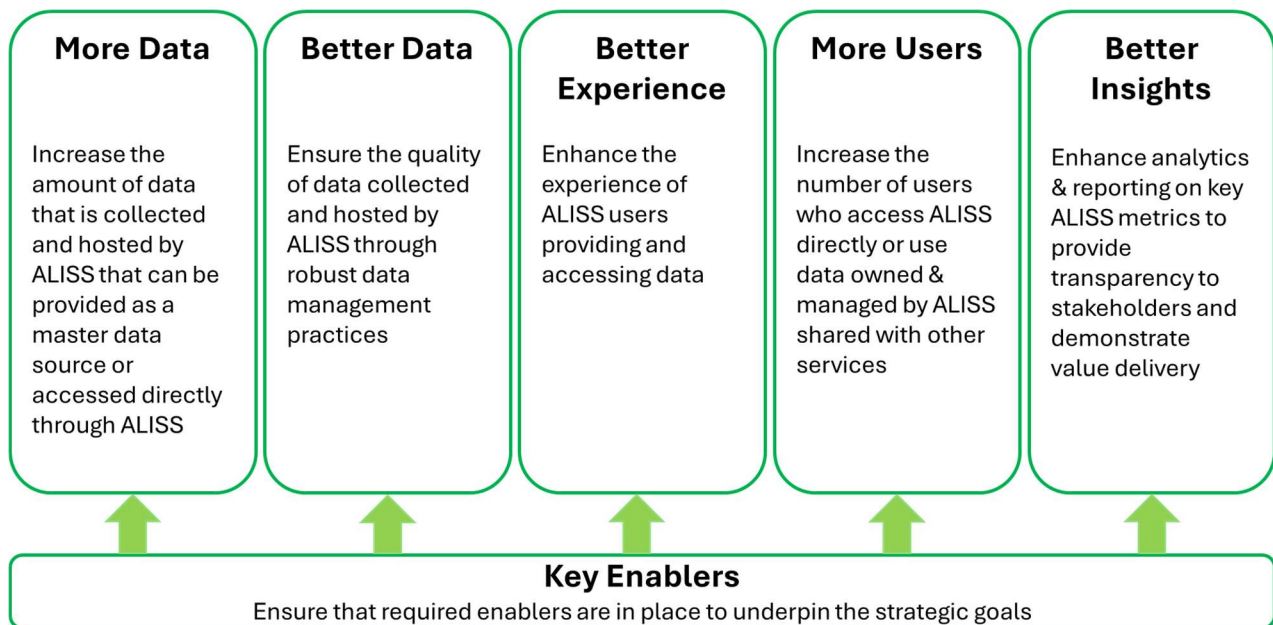 More Data
Increase the
amount of data
that is collected
and hosted by
ALISS that can be
provided as a
master data
source or
accessed directly
through ALISS
Better Data
Ensure the quality
of data collected
and hosted by
ALISS through
robust data
management
practices
Better
Experience
Enhance the
experience of
ALISS users
providing and
accessing data
More Users
Increase the
number of users
who access ALISS
directly or use
data owned &
managed by ALISS
shared with other
services
Better
Insights
Enhance analytics
& reporting on key
ALISS metrics to
provide
transparency to
stakeholders and
demonstrate
value delivery
Key Enablers
Ensure that required enablers are in place to underpin the strategic goals